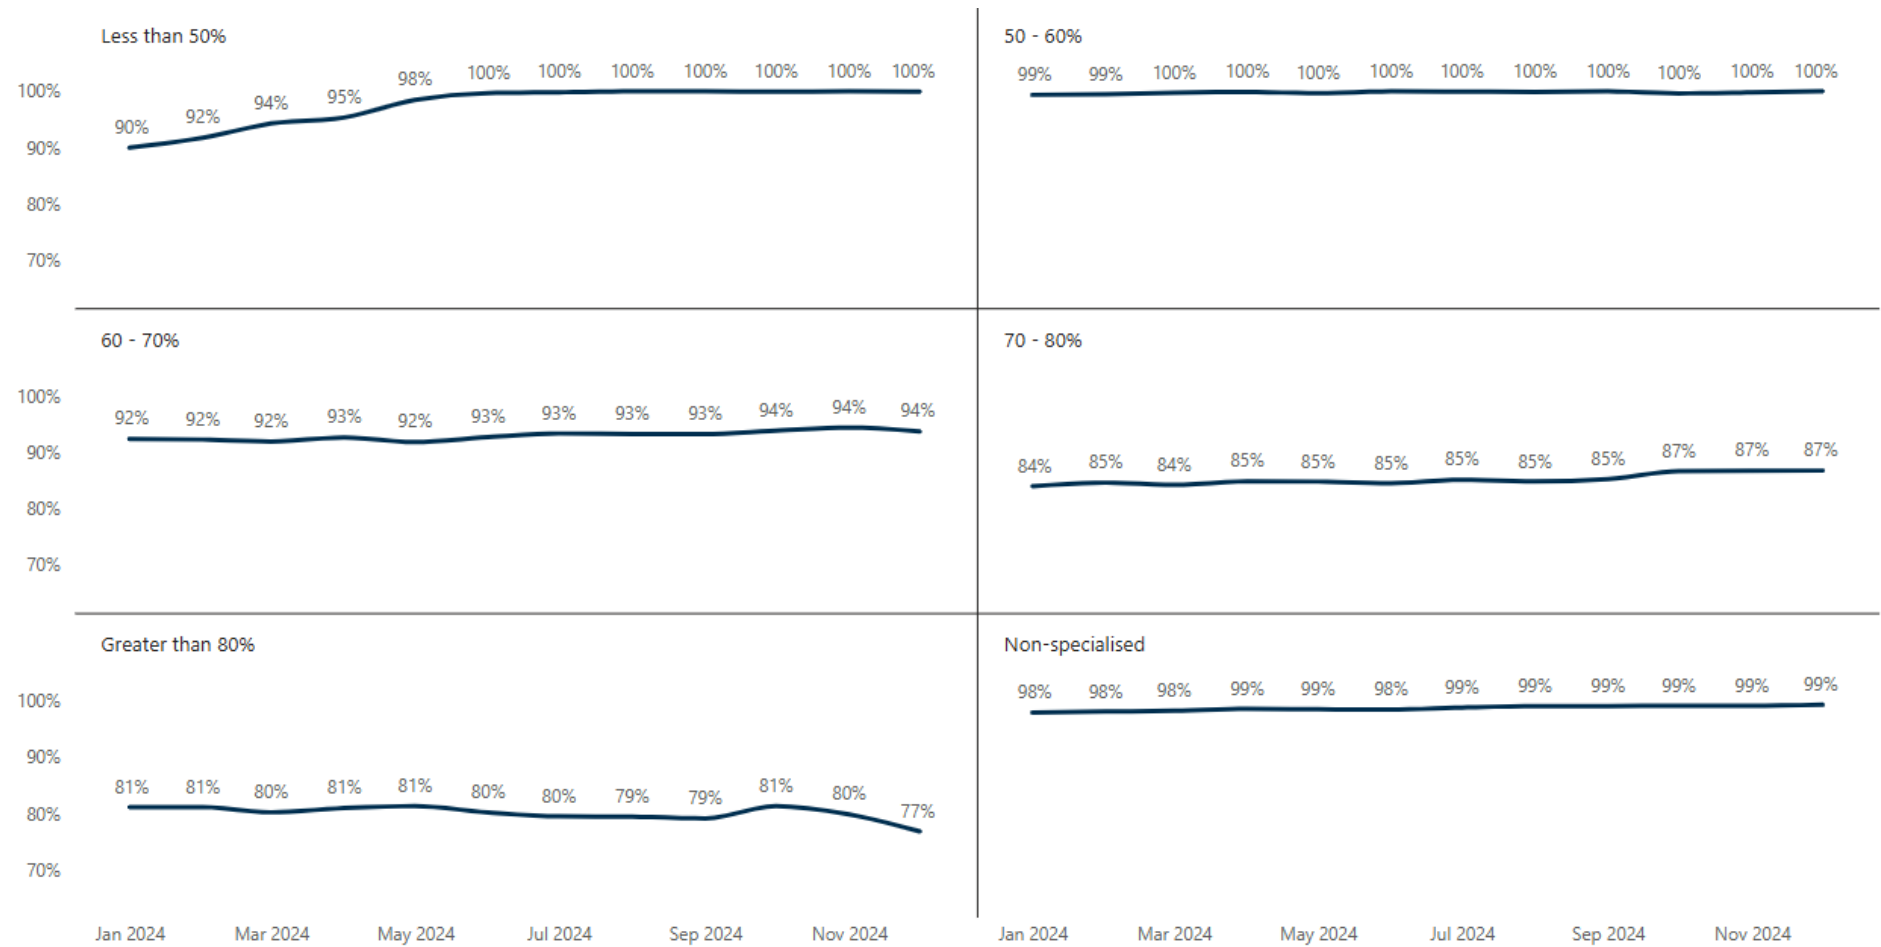 Less than 50%
100%
90%
80%
70%
90% 92% 94% 95% 98% 100% 100% 100% 100% 100% 100% 100%
50 - 60%
99% 99% 100% 100% 100% 100% 100% 100% 100% 100% 100% 100%
60 - 70%
100%
90%
80%
70%
92% 92% 92% 93% 92% 93% 93% 93% 93% 94% 94% 94%
70 - 80%
84% 85% 84% 85% 85% 85% 85% 85% 85% 87% 87% 87%
Greater than 80%
100%
90%
80%
70%
81% 81% 80% 81% 81% 80% 80% 79% 79% 81% 80% 77%
Non-specialised
98% 98% 98% 99% 99% 98% 99% 99% 99% 99% 99% 99%
Jan 2024 Mar 2024 May 2024 Jul 2024 Sep 2024 Nov 2024
Jan 2024 Mar 2024 May 2024 Jul 2024 Sep 2024 Nov 2024